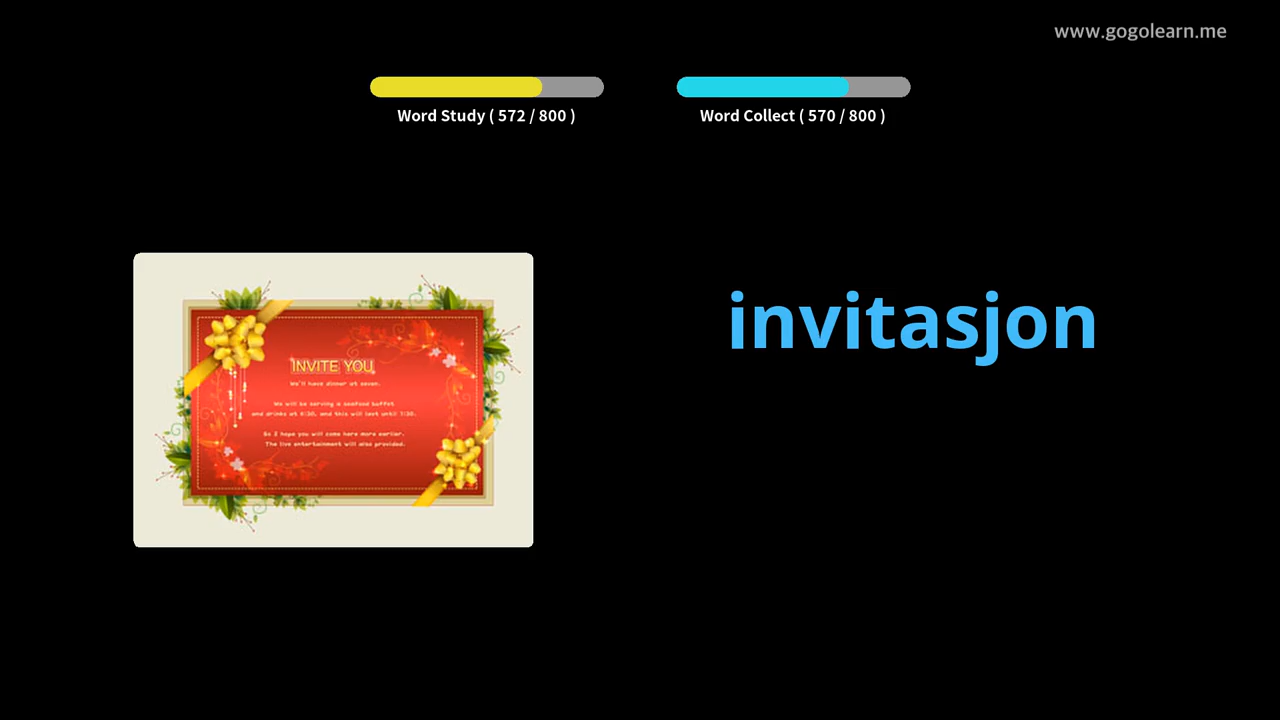 www.gogolearn.me
Word Study ( 572 / 800 )
Word Collect ( 570 / 800 )
invitasjon
INVITE YOU
We'll have dinner at seven.
We will be serving a seafood buffet
and drinks at 6:30, and this will last until 7:30.
So I hope you will come here more earlier.
The live entertainment will also provided.